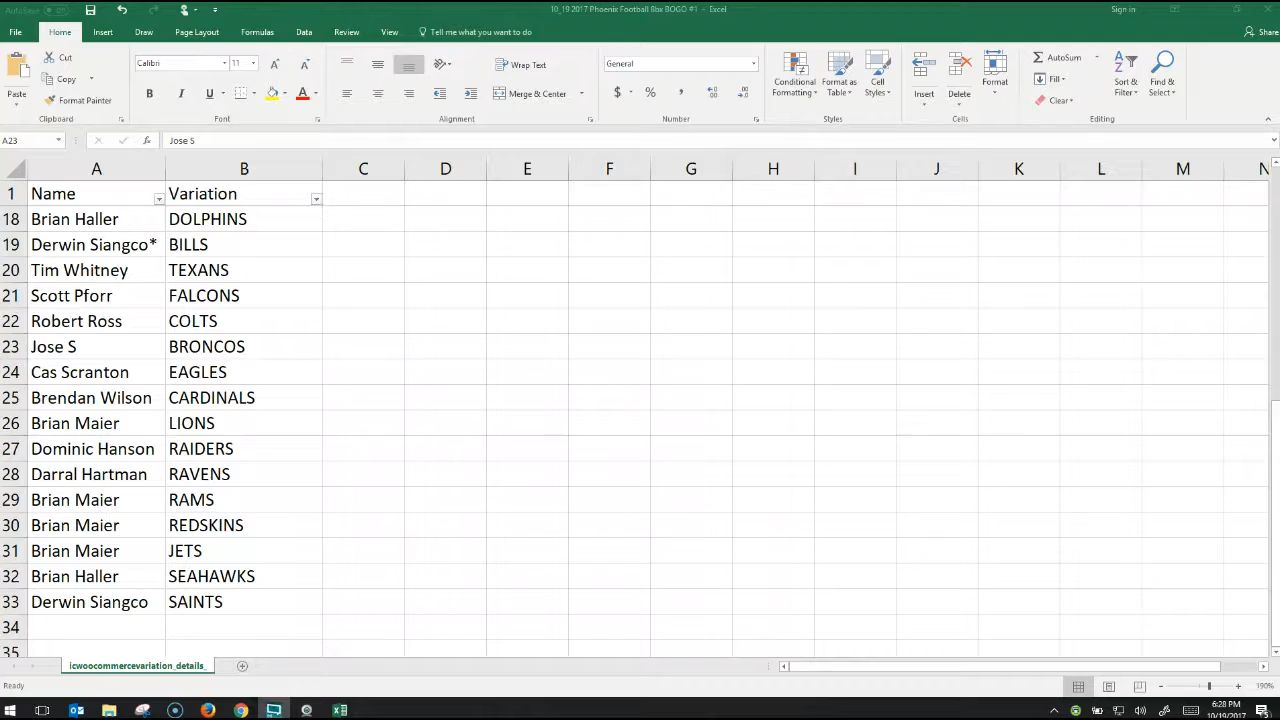 AutoSave Off
10_19 2017 Phoenix Football 8bx BOGO #1 - Excel
Sign in
File Home Insert Draw Page Layout Formulas Data Review View Tell me what you want to do Share
Paste
Cut
Copy
Format Painter
Clipboard
Calibri 11
B I U
Font
Wrap Text
Merge & Center
Alignment
General
$ % ,
Number
Conditional Formatting
Format as Table
Cell Styles
Styles
Insert
Delete
Format
Cells
AutoSum
Fill
Clear
Sort & Filter
Find & Select
Editing
A23 fx Jose S
A B C D E F G H I J K L M N
1 Name Variation
18 Brian Haller DOLPHINS
19 Derwin Siangco* BILLS
20 Tim Whitney TEXANS
21 Scott Pforr FALCONS
22 Robert Ross COLTS
23 Jose S BRONCOS
24 Cas Scranton EAGLES
25 Brendan Wilson CARDINALS
26 Brian Maier LIONS
27 Dominic Hanson RAIDERS
28 Darral Hartman RAVENS
29 Brian Maier RAMS
30 Brian Maier REDSKINS
31 Brian Maier JETS
32 Brian Haller SEAHAWKS
33 Derwin Siangco SAINTS
34
35
icwoocommercevariation_details_
Ready
190%
6:28 PM
10/19/2017